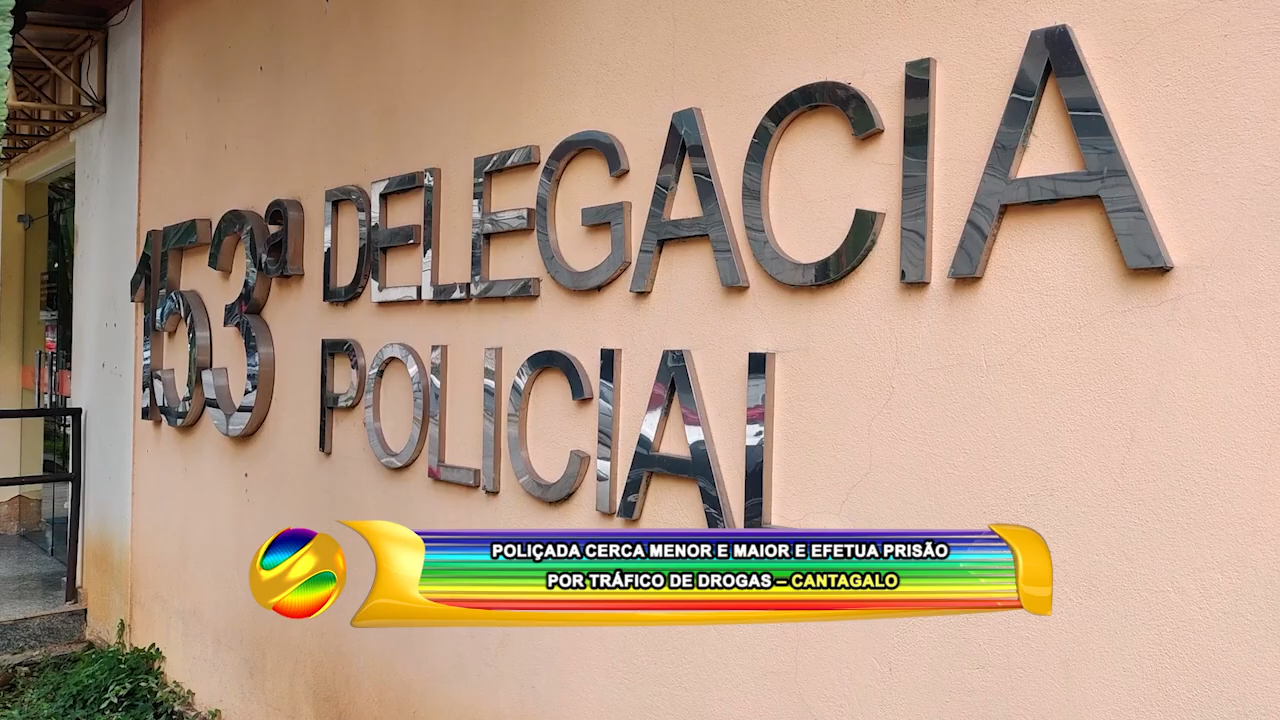 153ª DELEGACIA
POLICIAL
POLIÇADA CERCA MENOR E MAIOR E EFETUA PRISÃO
POR TRÁFICO DE DROGAS – CANTAGALO